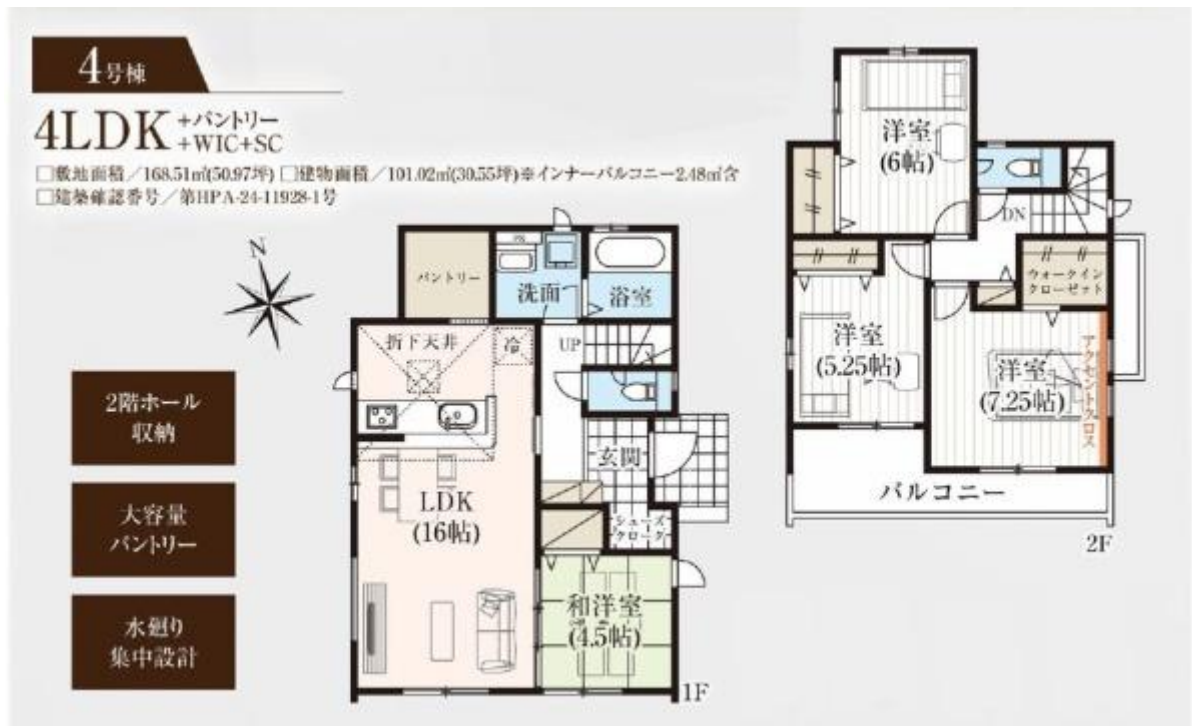 4号棟
4LDK +パントリー
+WIC+SC
□敷地面積／168.51㎡(50.97坪) □建物面積／101.02㎡(30.55坪)※インナーバルコニー2.48㎡含
□建築確認番号／第HPA-24-11928-1号
N
2階ホール
収納
大容量
パントリー
水廻り
集中設計
パントリー
洗面
浴室
折下天井
冷
UP
玄関
LDK
(16帖)
シューズ
クローク
和洋室
(4.5帖)
1F
洋室
(6帖)
DN
ウォークイン
クローゼット
洋室
(5.25帖)
洋室
(7.25帖)
アクセントクロス
バルコニー
2F